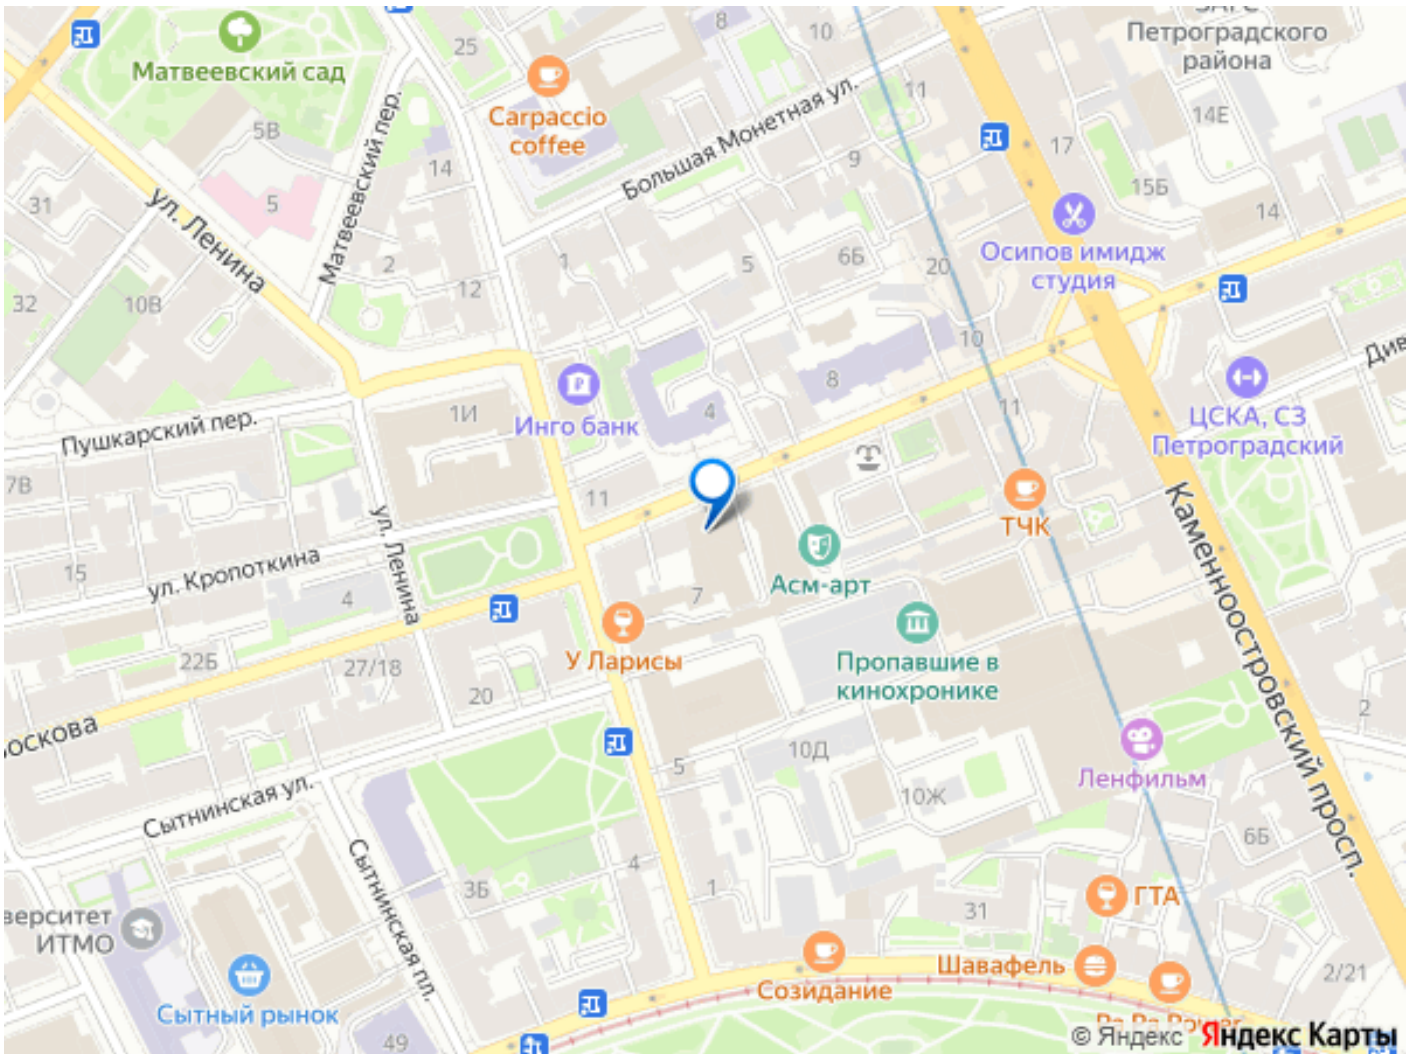 Петроградского
района
8
10
25
Матвеевский сад
Carpaccio
coffee
5В
14
Матвеевский пер.
Большая Монетная ул.
11
14Е
17
9
15Б
31
5
ул. Ленина
14
2
1
5
6Б
20
Осипов имидж
студия
12
32
10В
10
Див
8
Инго банк
4
1И
11
ЦСКА, СЗ
Петроградский
Пушкарский пер.
7В
11
ТЧК
Каменноостровский просп.
ул. Ленина
15
ул. Кропоткина
4
Асм-арт
7
22Б
27/18
У Ларисы
Пропавшие в
кинохронике
20
2
оскова
5
10Д
Ленфильм
10Ж
Сытнинская ул.
6Б
Сытнинская пл.
3Б
4
1
31
ГТА
верситет
ИТМО
Шавафель
2/21
Созидание
Сытный рынок
49
© Яндекс Яндекс Карты